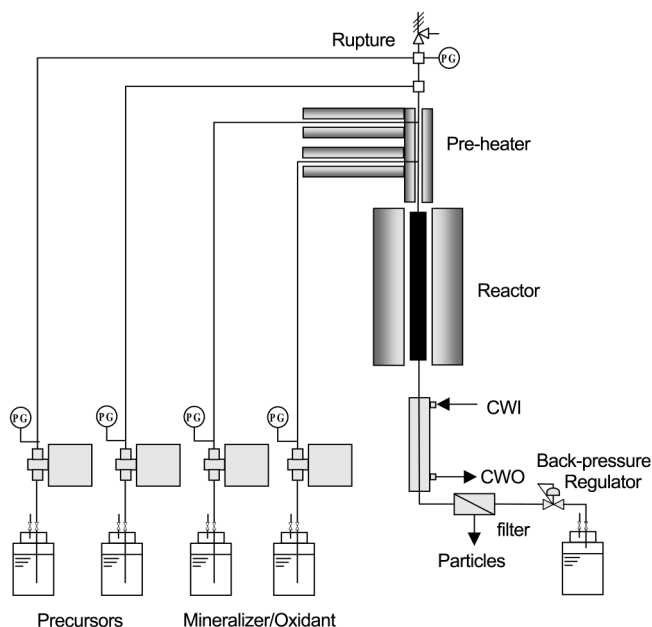 Rupture
PG
Pre-heater
Reactor
PG
PG
PG
PG
CWI
CWO
Back-pressure
Regulator
filter
Particles
Precursors
Mineralizer/Oxidant